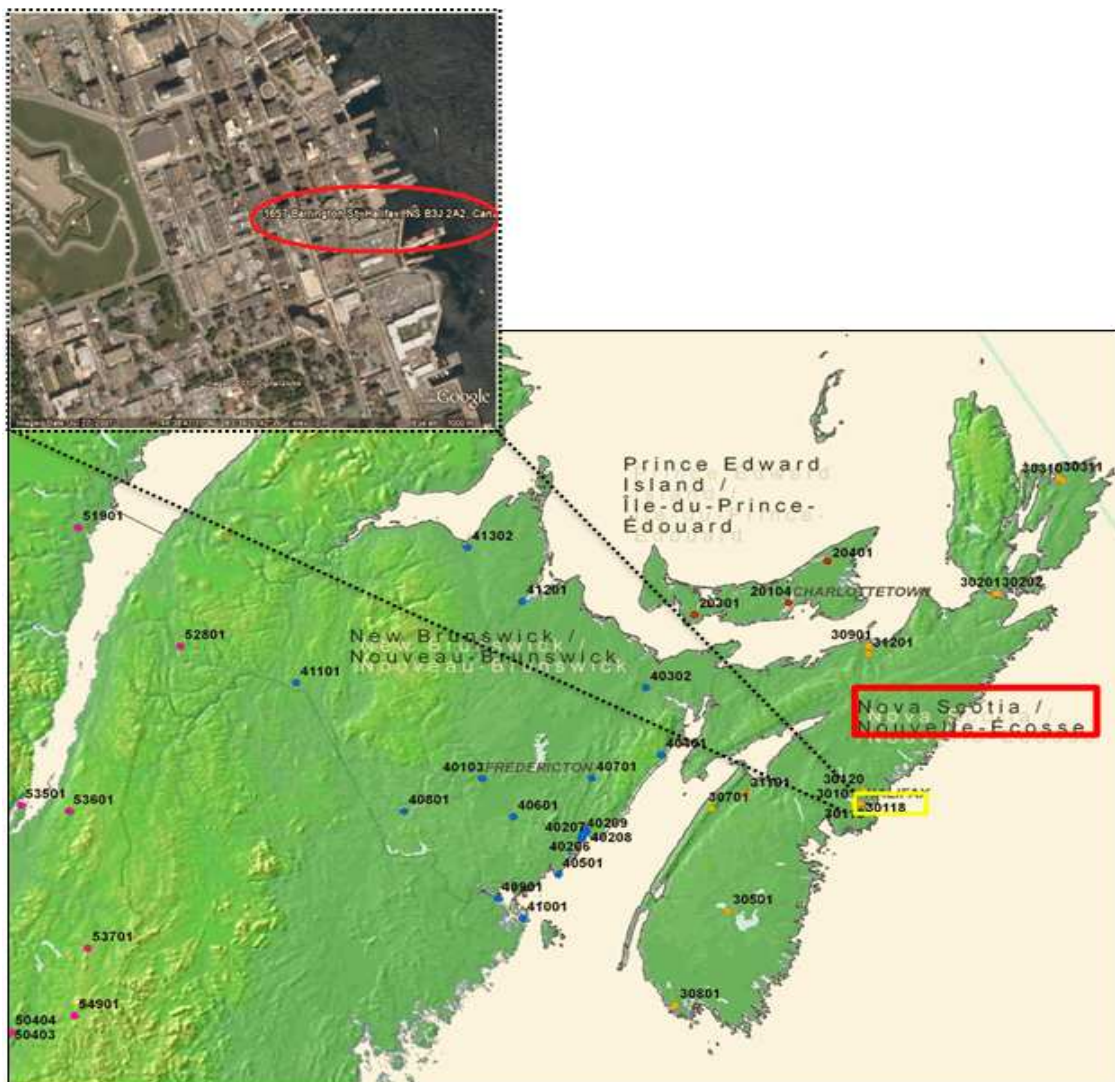 1657 Barrington St, Halifax, NS B3J 2A2, Can
Google
Prince Edward
Island /
Île-du-Prince-
Édouard
30310
30311
51901
41302
20401
20104
CHARLOTTETOWN
30201
30202
41201
20301
New Brunswick /
Nouveau-Brunswick
52801
30901
31201
41101
40302
Nova Scotia /
Nouvelle-Écosse
40103
FREDERICTON
40701
31101
30120
HALIFAX
53501
53601
40801
40601
30701
30118
40207
40209
40208
40206
40501
40901
41001
30501
53701
54901
30801
50404
50403